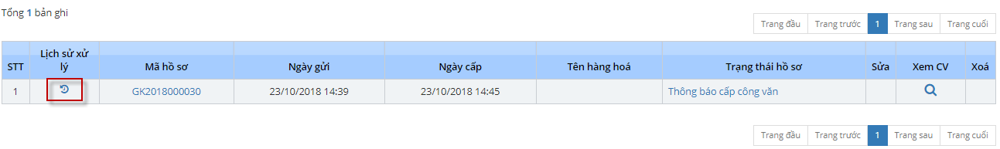 Tổng 1 bản ghi
Trang đầu Trang trước 1 Trang sau Trang cuối
STT Lịch sử xử lý Mã hồ sơ Ngày gửi Ngày cấp Tên hàng hoá Trạng thái hồ sơ Sửa Xem CV Xoá
1 GK2018000030 23/10/2018 14:39 23/10/2018 14:45 Thông báo cấp công văn
Trang đầu Trang trước 1 Trang sau Trang cuối